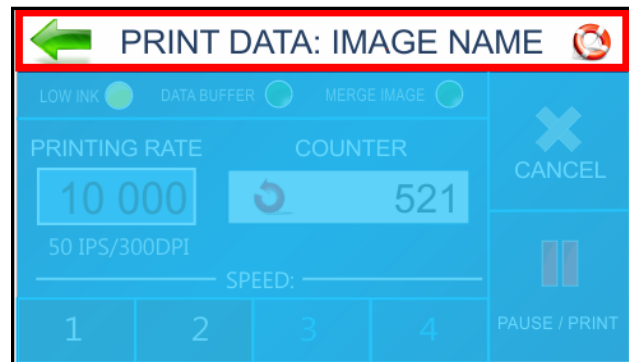 PRINT DATA: IMAGE NAME
LOW INK DATA BUFFER MERGE IMAGE
PRINTING RATE COUNTER
CANCEL
10 000 521
50 IPS/300DPI
SPEED:
1 2 3 4
PAUSE / PRINT